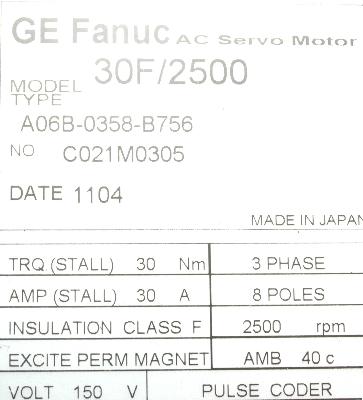 GE Fanuc AC Servo Motor
MODEL 30F/2500
TYPE
A06B-0358-B756
NO C021M0305
DATE 1104
MADE IN JAPAN
TRQ.(STALL) 30 Nm 3 PHASE
AMP (STALL) 30 A 8 POLES
INSULATION CLASS F 2500 rpm
EXCITE PERM MAGNET AMB 40 c
VOLT 150 V PULSE CODER